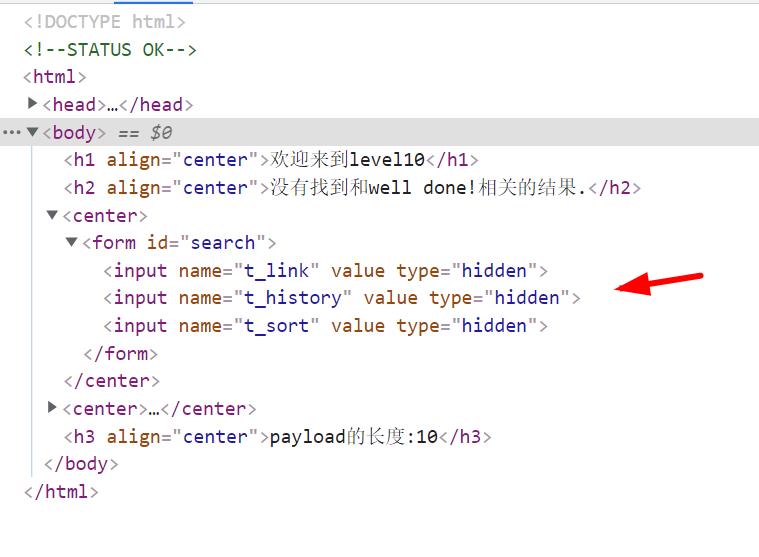 <!DOCTYPE html>
<!--STATUS OK-->
<html>
<head>…</head>
<body> == $0
<h1 align="center">欢迎来到level10</h1>
<h2 align="center">没有找到和well done!相关的结果.</h2>
<center>
<form id="search">
<input name="t_link" value type="hidden">
<input name="t_history" value type="hidden">
<input name="t_sort" value type="hidden">
</form>
</center>
<center>…</center>
<h3 align="center">payload的长度:10</h3>
</body>
</html>